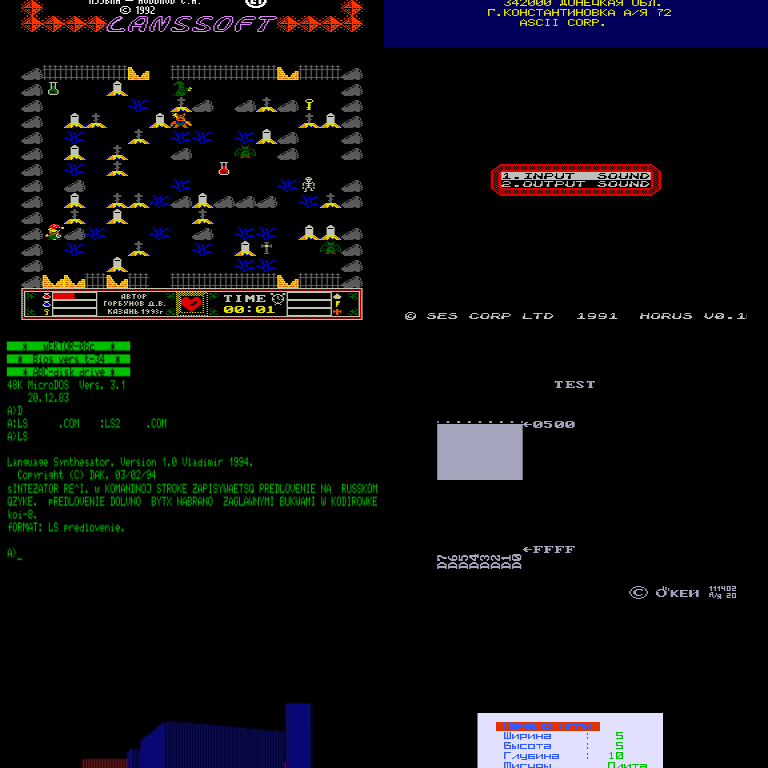 © 1992
LANSSOFT
АВТОР
ГОРБУНОВ Д.В.
КАЗАНЬ 1993г
TIME
00:01
342000 ДОНЕЦКАЯ ОБЛ.
Г.КОНСТАНТИНОВКА А/Я 72
ASCII CORP.
1.INPUT SOUND
2.OUTPUT SOUND
© SES CORP LTD 1991 HORUS V0.1
* wEKTOR-06c *
* Bios vers t-34 *
* ABC-disk drive *
48K MicroDOS Vers. 3.1
20.12.83
A>D
A:LS .COM :LS2 .COM
A>LS
Language Synthesator. Version 1.0 Vladimir 1994.
Copyright (C) DAK. 03/02/94
sINTEZATOR RE^I. w KOMANDNOJ STROKE ZAPISYWAETSQ PREDLOVENIE NA RUSSKOM
QZYKE. pREDLOVENIE DOLVNO BYTX NABRANO ZAGLAWNYMI BUKWAMI W KODIROWKE
koi-8.
fORMAT: LS predlovenie.
A>_
TEST
←0500
←FFFF
D7 D6 D5 D4 D3 D2 D1 D0
© О'КЕЙ 111402
А/Я 20
Ширина : 5
Высота : 5
Глубина : 10
Фигуры : Плита